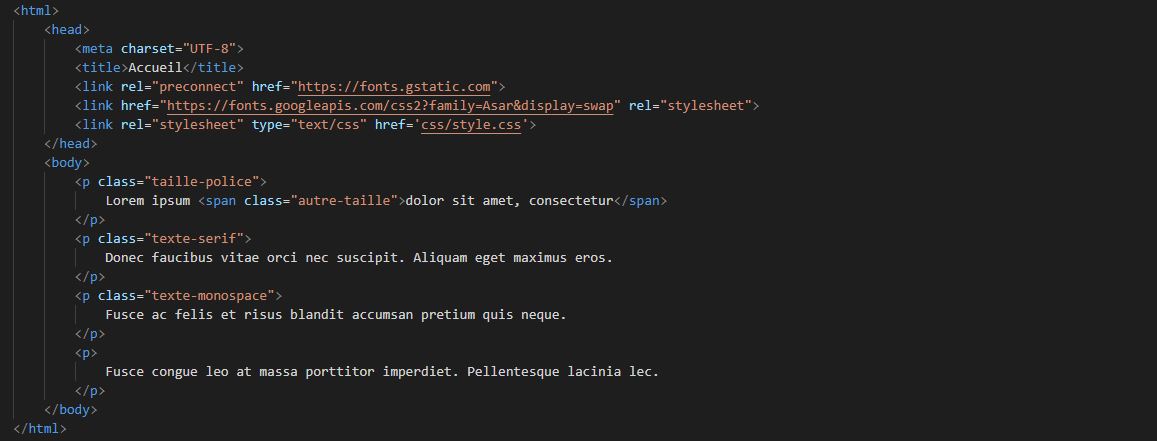 <html>
<head>
<meta charset="UTF-8">
<title>Accueil</title>
<link rel="preconnect" href="https://fonts.gstatic.com">
<link href="https://fonts.googleapis.com/css2?family=Asar&display=swap" rel="stylesheet">
<link rel="stylesheet" type="text/css" href='css/style.css'>
</head>
<body>
<p class="taille-police">
Lorem ipsum <span class="autre-taille">dolor sit amet, consectetur</span>
</p>
<p class="texte-serif">
Donec faucibus vitae orci nec suscipit. Aliquam eget maximus eros.
</p>
<p class="texte-monospace">
Fusce ac felis et risus blandit accumsan pretium quis neque.
</p>
<p>
Fusce congue leo at massa porttitor imperdiet. Pellentesque lacinia lec.
</p>
</body>
</html>